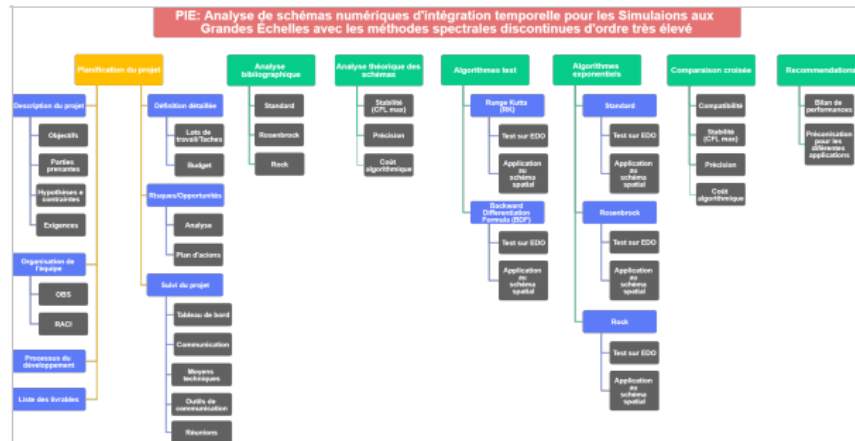 PIE: Analyse de schémas numériques d'intégration temporelle pour les Simulaions aux
Grandes Échelles avec les méthodes spectrales discontinues d'ordre très élevé
Planification du projet
Description du projet
Objectifs
Parties
prenantes
Hypothèses e
contraintes
Exigences
Organisation de
l'équipe
OBS
RACI
Processus du
développement
Liste des livrables
Définition détaillée
Lots de
travail/Taches
Budget
Risques/Opportunités
Analyse
Plan d'acions
Suivi du projet
Tableau de bord
Communication
Moyens
techniques
Outils de
communication
Réunions
Analyse
bibliographique
Standard
Rosenbrock
Rock
Analyse théorique des
schémas
Stabilité
(CFL max)
Précision
Coût
algorithmique
Algorithmes test
Runge Kutta
(RK)
Test sur EDO
Application
au schéma
spatial
Backward
Differentiation
Formula (BDF)
Test sur EDO
Application
au schéma
spatial
Algorithmes
exponentiels
Standard
Test sur EDO
Application
au schéma
spatial
Rosenbrock
Test sur EDO
Application
au schéma
spatial
Rock
Test sur EDO
Application
au schéma
spatial
Comparaison croisée
Compatibilité
Stabilité
(CFL max)
Précision
Coût
algorithmique
Recommendations
Bilan de
performances
Préconisation
pour les
différentes
applications